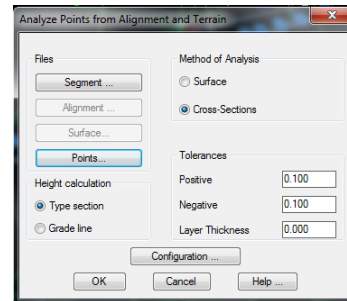 Analyze Points from Alignment and Terrain
Files
Segment ...
Alignment ...
Surface...
Points...
Method of Analysis
Surface
Cross-Sections
Height calculation
Type section
Grade line
Tolerances
Positive 0.100
Negative 0.100
Layer Thickness 0.000
Configuration ...
OK Cancel Help ...